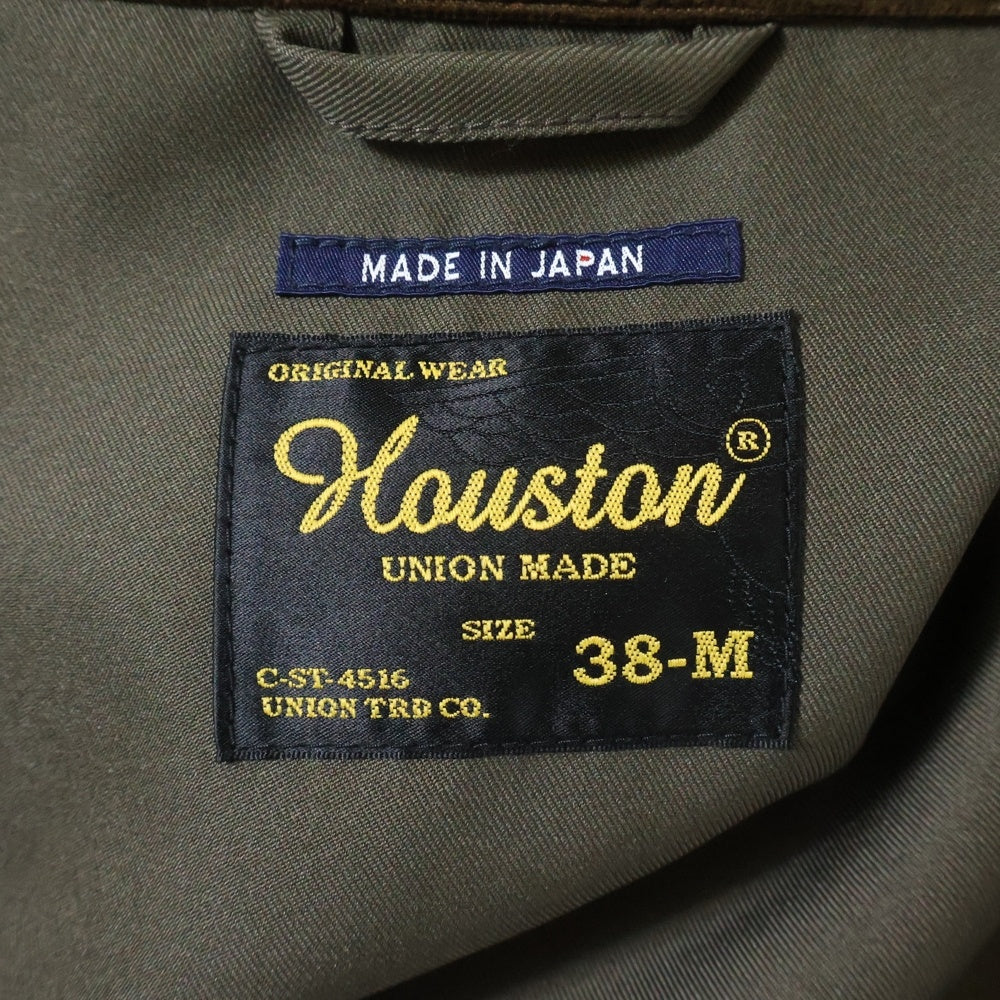 MADE IN JAPAN
ORIGINAL WEAR
Houston®
UNION MADE
SIZE
38-M
C-ST-4516
UNION TRD CO.